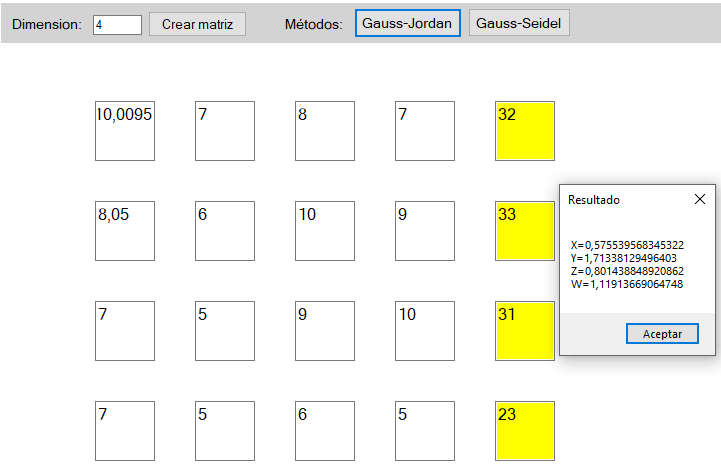 Dimension: 4 Crear matriz Métodos: Gauss-Jordan Gauss-Seidel
10,0095 7 8 7 32
8,05 6 10 9 33
Resultado
X=0,575539568345322
Y=1,71338129496403
Z=0,801438848920862
W=1,11913669064748
7 5 9 10 31
Aceptar
7 5 6 5 23